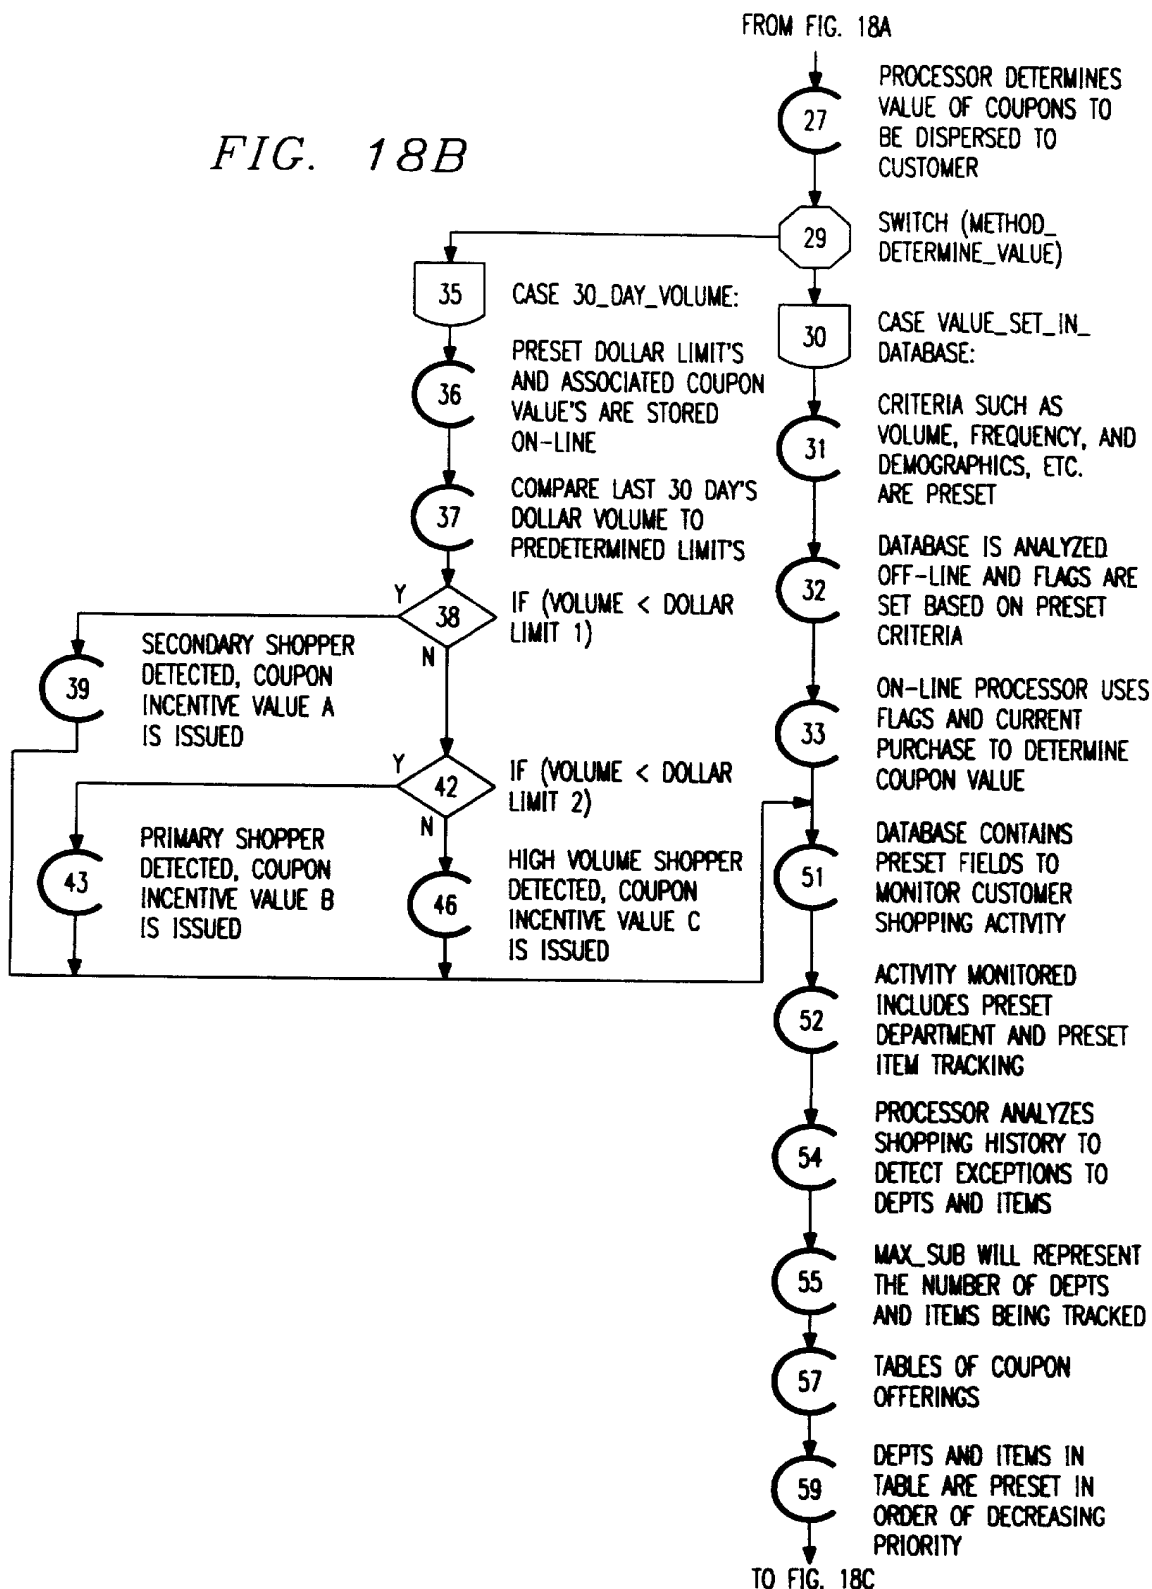 FROM FIG. 18A
FIG. 18B
27
PROCESSOR DETERMINES
VALUE OF COUPONS TO
BE DISPERSED TO
CUSTOMER
29
SWITCH (METHOD_
DETERMINE_VALUE)
35
CASE 30_DAY_VOLUME:
30
CASE VALUE_SET_IN_
DATABASE:
36
PRESET DOLLAR LIMIT'S
AND ASSOCIATED COUPON
VALUE'S ARE STORED
ON-LINE
31
CRITERIA SUCH AS
VOLUME, FREQUENCY, AND
DEMOGRAPHICS, ETC.
ARE PRESET
37
COMPARE LAST 30 DAY'S
DOLLAR VOLUME TO
PREDETERMINED LIMIT'S
32
DATABASE IS ANALYZED
OFF-LINE AND FLAGS ARE
SET BASED ON PRESET
CRITERIA
Y
38
N
IF (VOLUME < DOLLAR
LIMIT 1)
39
SECONDARY SHOPPER
DETECTED, COUPON
INCENTIVE VALUE A
IS ISSUED
33
ON-LINE PROCESSOR USES
FLAGS AND CURRENT
PURCHASE TO DETERMINE
COUPON VALUE
Y
42
N
IF (VOLUME < DOLLAR
LIMIT 2)
43
PRIMARY SHOPPER
DETECTED, COUPON
INCENTIVE VALUE B
IS ISSUED
46
HIGH VOLUME SHOPPER
DETECTED, COUPON
INCENTIVE VALUE C
IS ISSUED
51
DATABASE CONTAINS
PRESET FIELDS TO
MONITOR CUSTOMER
SHOPPING ACTIVITY
52
ACTIVITY MONITORED
INCLUDES PRESET
DEPARTMENT AND PRESET
ITEM TRACKING
54
PROCESSOR ANALYZES
SHOPPING HISTORY TO
DETECT EXCEPTIONS TO
DEPTS AND ITEMS
55
MAX_SUB WILL REPRESENT
THE NUMBER OF DEPTS
AND ITEMS BEING TRACKED
57
TABLES OF COUPON
OFFERINGS
59
DEPTS AND ITEMS IN
TABLE ARE PRESET IN
ORDER OF DECREASING
PRIORITY
TO FIG. 18C